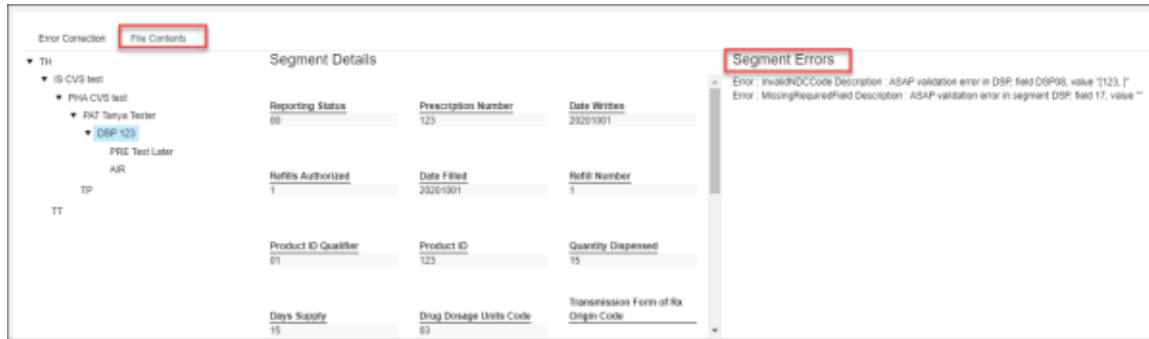 Error Correction File Contents
TH
IS CVS test
PHA CVS test
PAT Tanya Tester
DSP 123
PRE Test Later
AIR
TP
TT
Segment Details
Reporting Status Prescription Number Date Written
00 123 20201001
Refills Authorized Date Filled Refill Number
1 20201001 1
Product ID Qualifier Product ID Quantity Dispensed
01 123 15
Days Supply Drug Dosage Units Code Transmission Form of Rx
Origin Code
15 03
Segment Errors
Error : InvalidNDCCode Description : ASAP validation error in DSP, field DSP08, value "[123, ]"
Error : MissingRequiredField Description : ASAP validation error in segment DSP, field 17, value ""